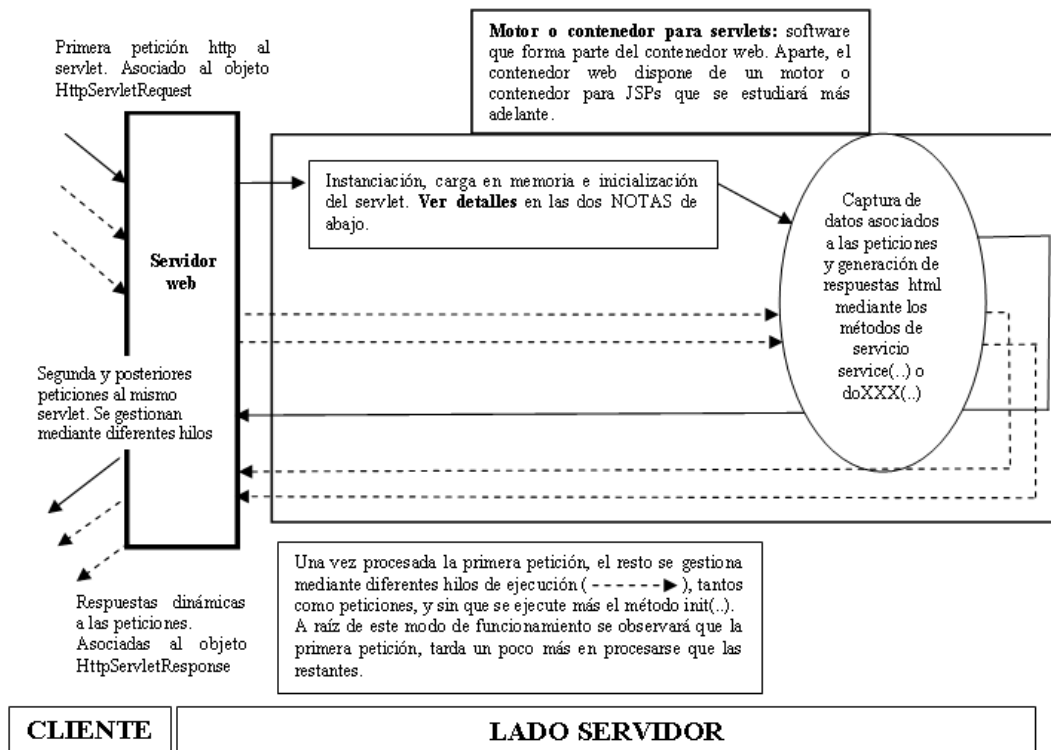 Primera petición http al
servlet. Asociado al objeto
HttpServletRequest
Motor o contenedor para servlets: software
que forma parte del contenedor web. Aparte, el
contenedor web dispone de un motor o
contenedor para JSPs que se estudiará más
adelante.
Instanciación, carga en memoria e inicialización
del servlet. Ver detalles en las dos NOTAS de
abajo.
Captura de
datos asociados
a las peticiones
y generación de
respuestas html
mediante los
métodos de
servicio
service(..) o
doXXX(..)
Servidor
web
Segunda y posteriores
peticiones al mismo
servlet. Se gestionan
mediante diferentes hilos
Respuestas dinámicas
a las peticiones.
Asociadas al objeto
HttpServletResponse
Una vez procesada la primera petición, el resto se gestiona
mediante diferentes hilos de ejecución ( ), tantos
como peticiones, y sin que se ejecute más el método init(..).
A raíz de este modo de funcionamiento se observará que la
primera petición, tarda un poco más en procesarse que las
restantes.
CLIENTE
LADO SERVIDOR